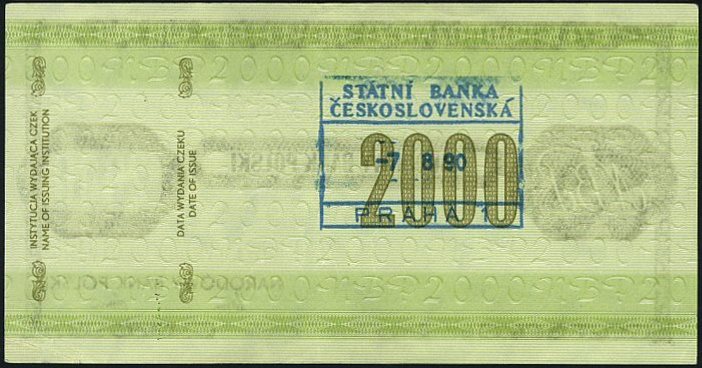 INSTYTUCJA WYDAJĄCA CZEK
NAME OF ISSUING INSTITUTION
DATA WYDANIA CZEKU
DATE OF ISSUE
STÁTNÍ BANKA
ČESKOSLOVENSKÁ
2000
-7. 8. 90
PRAHA 1